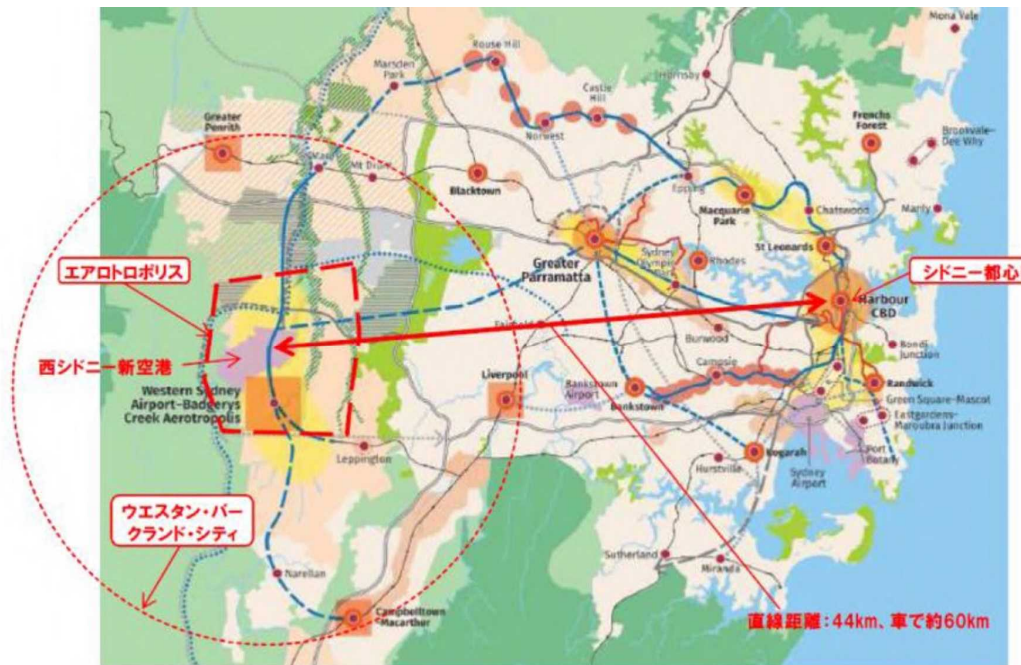 Mona Vale
Rouse Hill
Marsden
Park
Hornsby
Castle
Hill
Norwest
Greater
Penrith
Frenchs
Forest
Brookvale-
Dee Why
Mt Druitt
Blacktown
Epping
Macquarie
Park
Chatswood
Manly
St Leonards
エアロトロポリス
Greater
Parramatta
Sydney
Olympic
Rhodes
シドニー都心
Harbour
CBD
西シドニー新空港
Burwood
Bondi
Junction
Western Sydney
Airport-Badgerys
Creek Aerotropolis
Liverpool
Bankstown
Airport
Campsie
Bankstown
Randwick
Green Square-Mascot
Eastgardens-
Maroubra Junction
Leppington
Kogarah
Port
Botany
Hurstville
Sydney
Airport
ウエスタン・パー
クランド・シティ
Sutherland
Miranda
Narellan
Campbelltown
-Macarthur
直線距離：44km、車で約60km